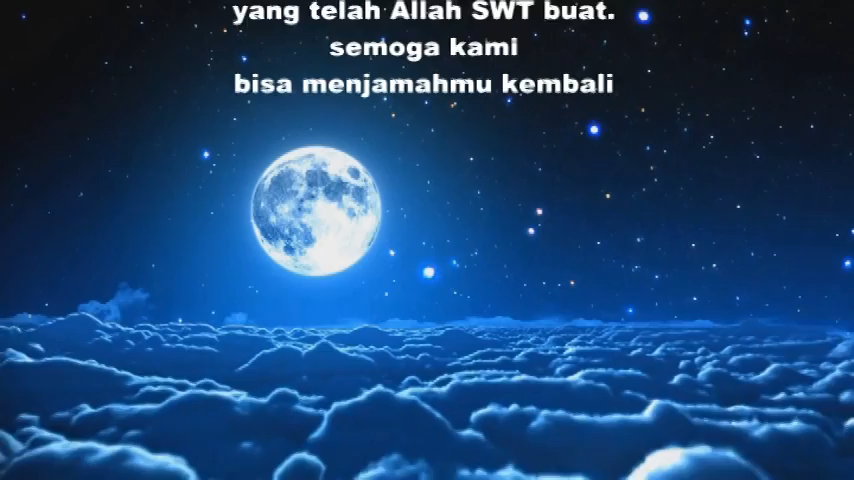 yang telah Allah SWT buat.
semoga kami
bisa menjamahmu kembali